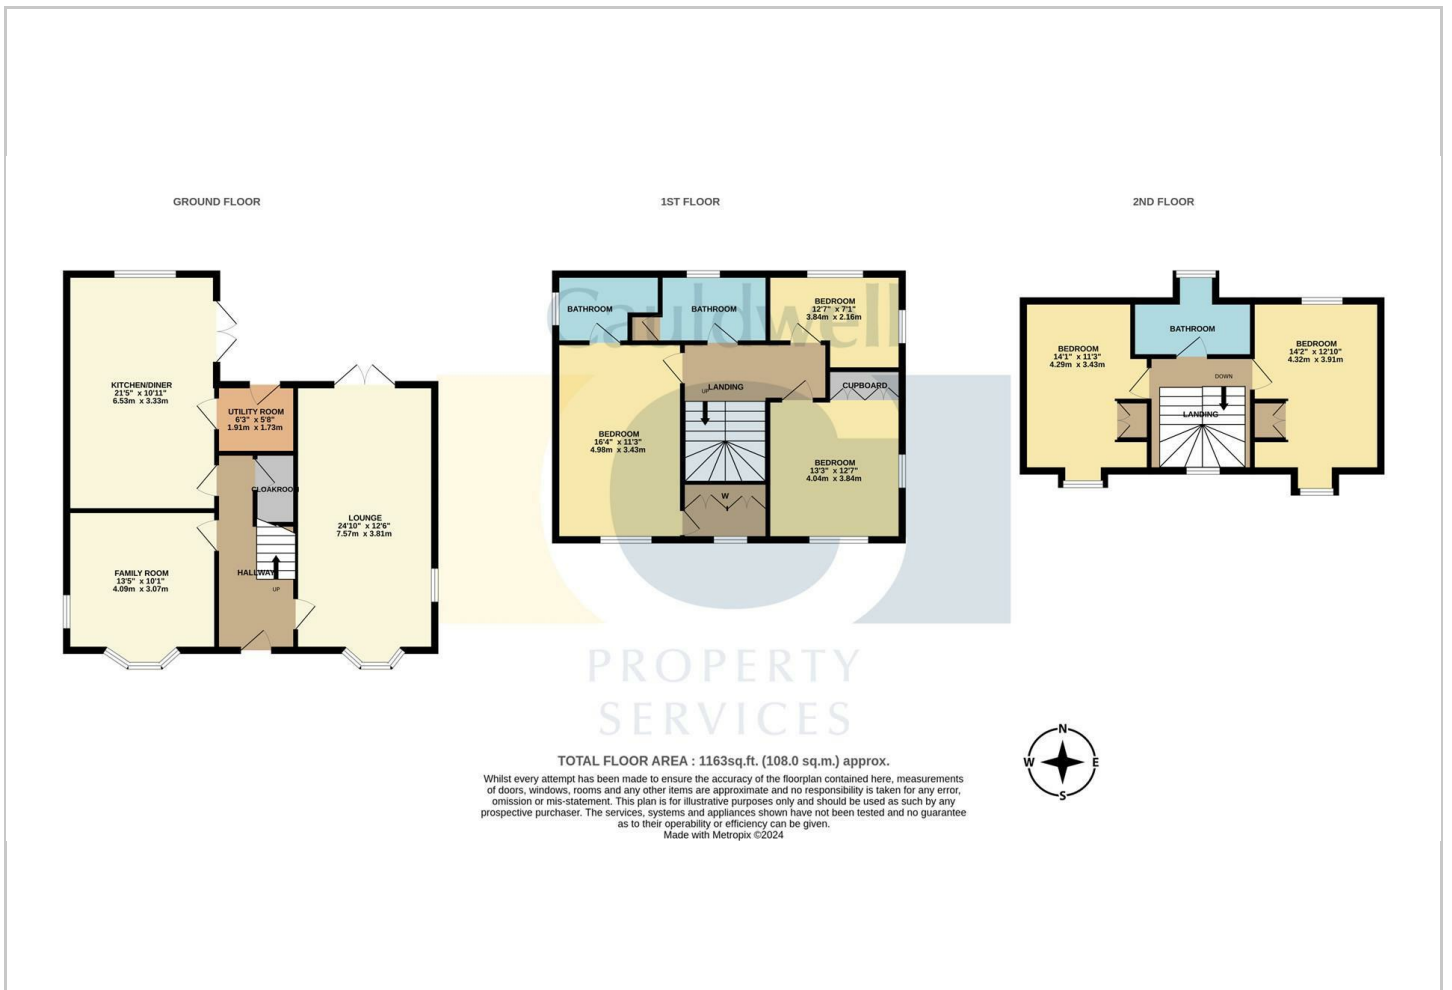 GROUND FLOOR
KITCHEN/DINER
21'5" x 10'11"
6.53m x 3.33m
UTILITY ROOM
6'3" x 5'8"
1.91m x 1.73m
CLOAKROOM
LOUNGE
24'10" x 12'6"
7.57m x 3.81m
FAMILY ROOM
13'5" x 10'1"
4.09m x 3.07m
HALLWAY
UP
1ST FLOOR
Cauldwell
BATHROOM
BATHROOM
BEDROOM
12'7" x 7'1"
3.84m x 2.16m
LANDING
UP
CUPBOARD
BEDROOM
16'4" x 11'3"
4.98m x 3.43m
BEDROOM
13'3" x 12'7"
4.04m x 3.84m
W
2ND FLOOR
BATHROOM
BEDROOM
14'1" x 11'3"
4.29m x 3.43m
BEDROOM
14'2" x 12'10"
4.32m x 3.91m
DOWN
LANDING
PROPERTY
SERVICES
N
W E
S
TOTAL FLOOR AREA : 1163sq.ft. (108.0 sq.m.) approx.
Whilst every attempt has been made to ensure the accuracy of the floorplan contained here, measurements
of doors, windows, rooms and any other items are approximate and no responsibility is taken for any error,
omission or mis-statement. This plan is for illustrative purposes only and should be used as such by any
prospective purchaser. The services, systems and appliances shown have not been tested and no guarantee
as to their operability or efficiency can be given.
Made with Metropix ©2024